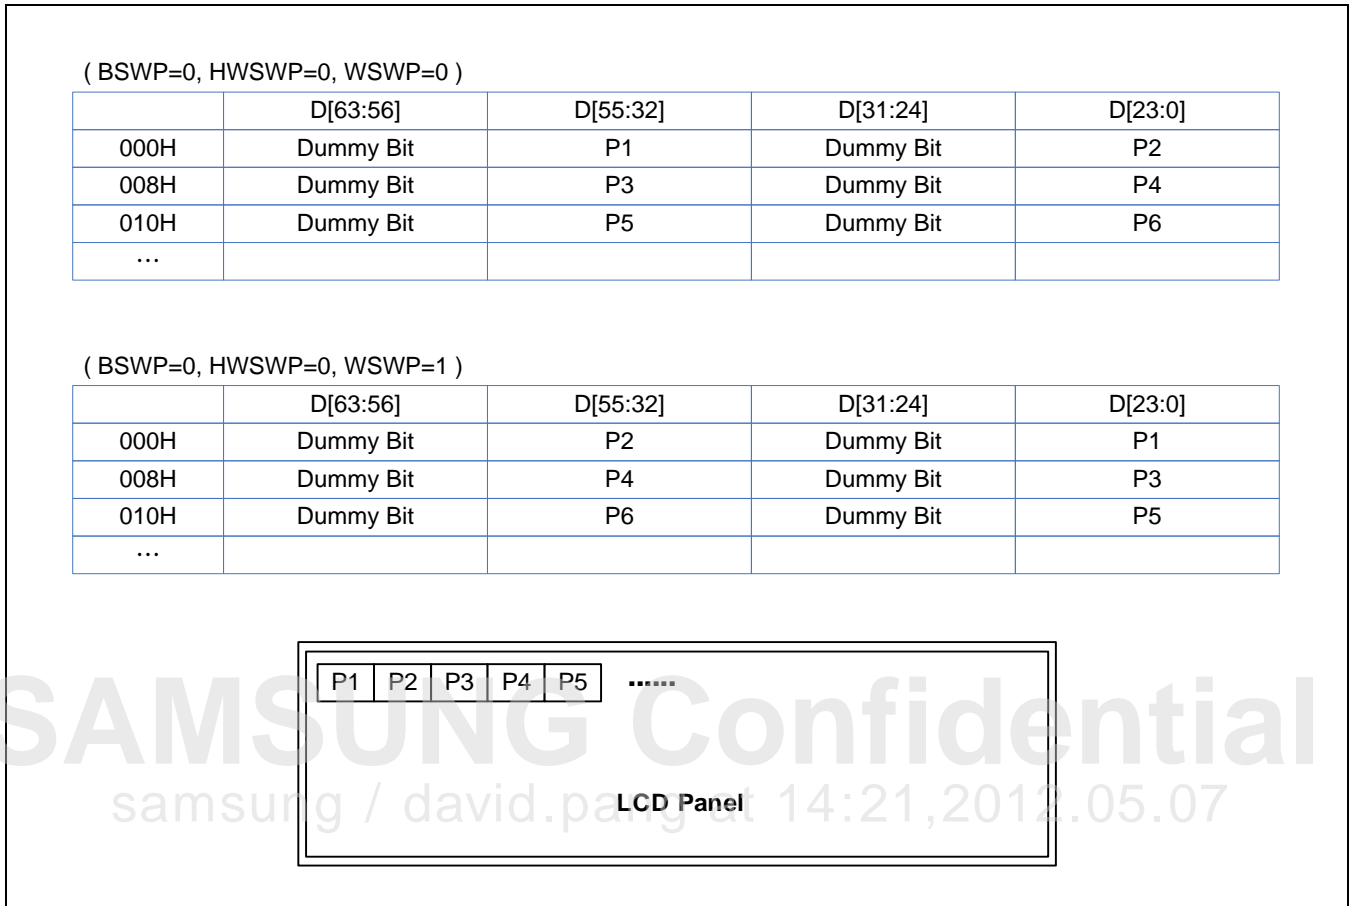 ( BSWP=0, HWSWP=0, WSWP=0 )
D[63:56] D[55:32] D[31:24] D[23:0]
000H Dummy Bit P1 Dummy Bit P2
008H Dummy Bit P3 Dummy Bit P4
010H Dummy Bit P5 Dummy Bit P6
…
( BSWP=0, HWSWP=0, WSWP=1 )
D[63:56] D[55:32] D[31:24] D[23:0]
000H Dummy Bit P2 Dummy Bit P1
008H Dummy Bit P4 Dummy Bit P3
010H Dummy Bit P6 Dummy Bit P5
…
P1 P2 P3 P4 P5 ……
SAMSUNG Confidential
LCD Panel
samsung / david.pang at 14:21,2012.05.07